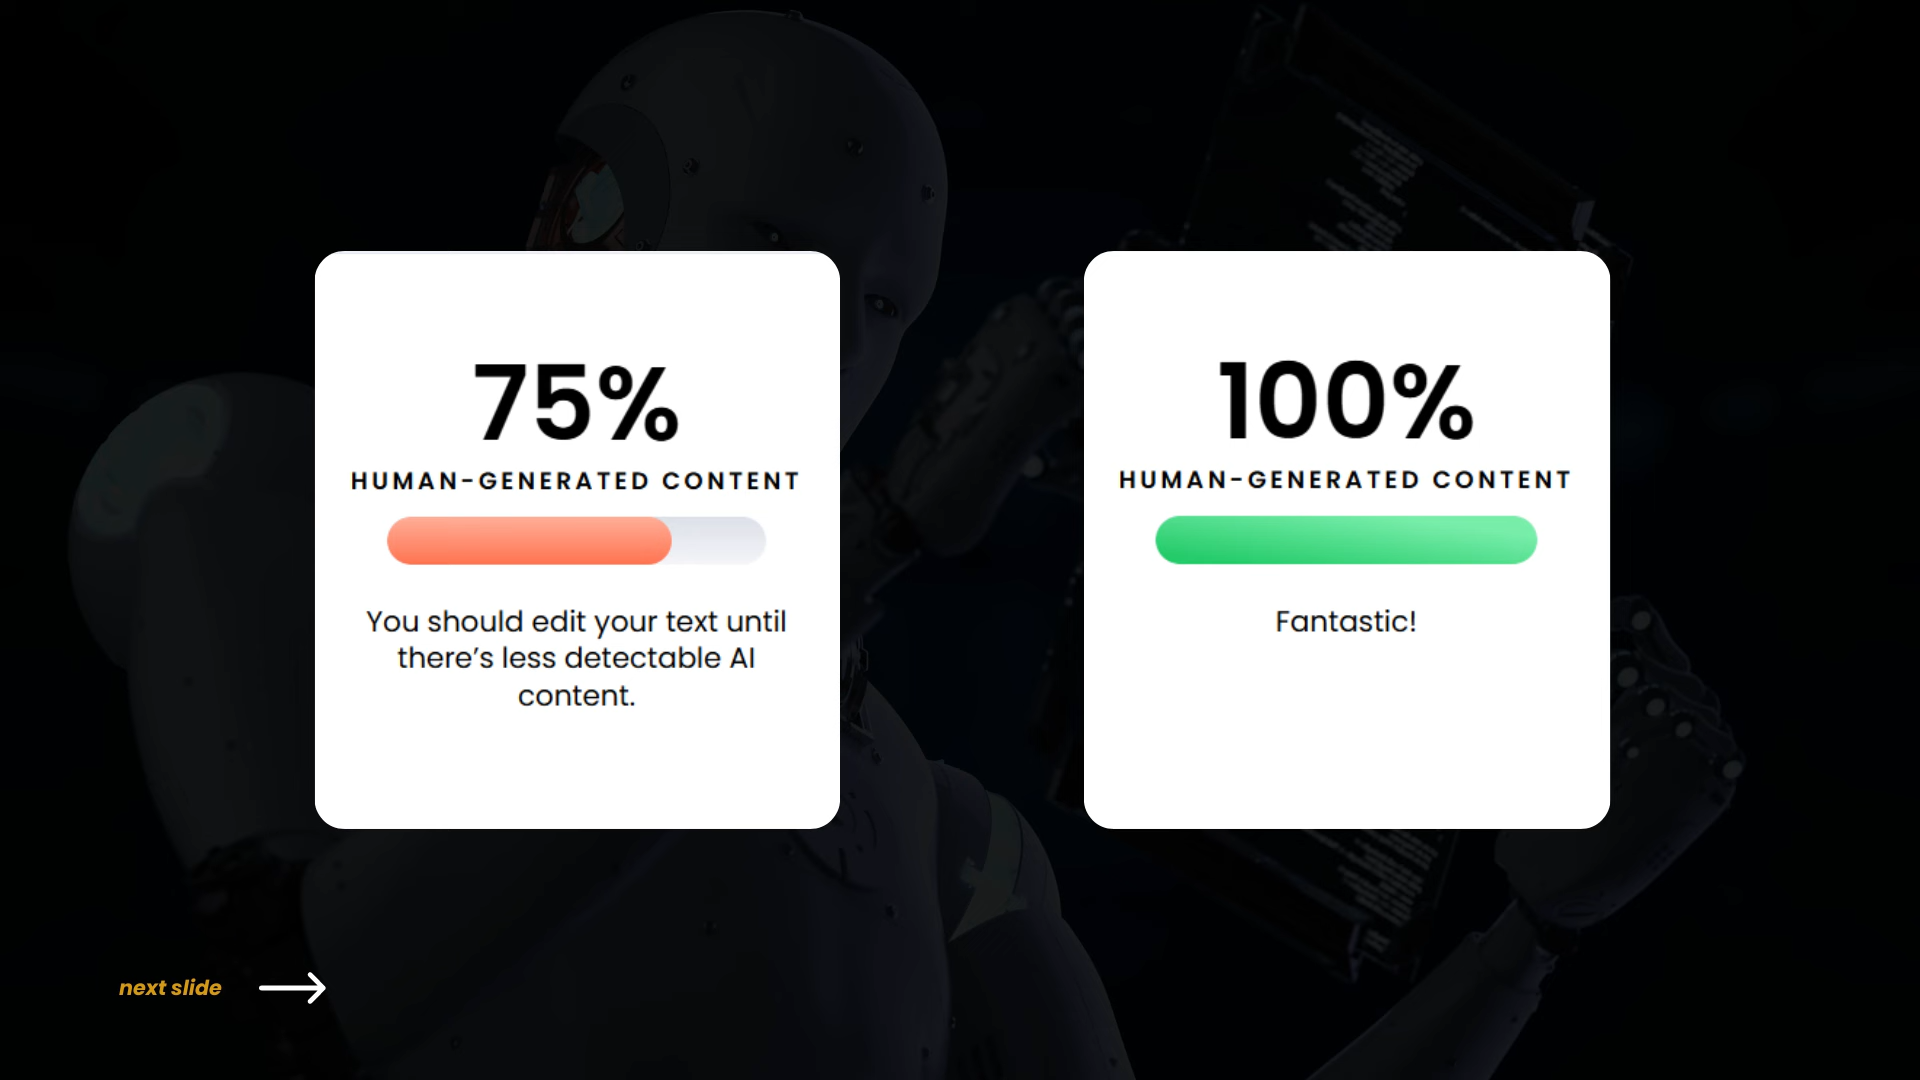 75%
HUMAN-GENERATED CONTENT
You should edit your text until
there's less detectable AI
content.
100%
HUMAN-GENERATED CONTENT
Fantastic!
next slide